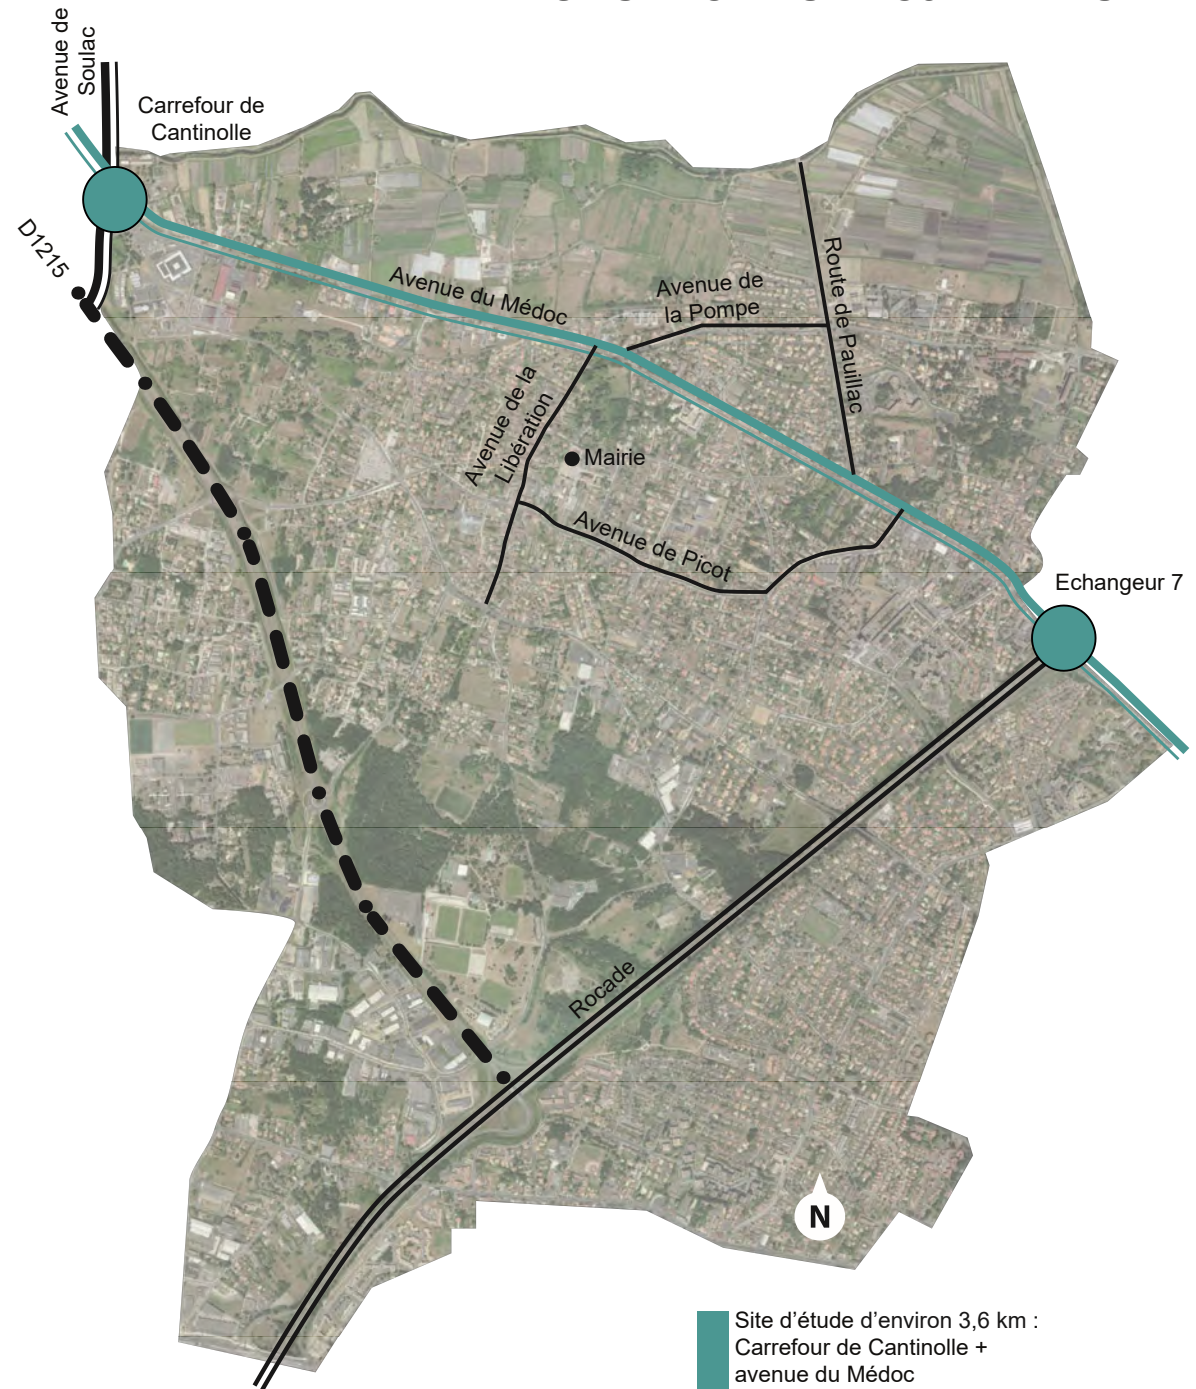 Avenue de
Soulac
Carrefour de
Cantinolle
D1215
Avenue du Médoc
Avenue de
la Pompe
Route de Pauillac
Avenue de la
Libération
Mairie
Avenue de Picot
Echangeur 7
Rocade
N
Site d’étude d’environ 3,6 km :
Carrefour de Cantinolle +
avenue du Médoc